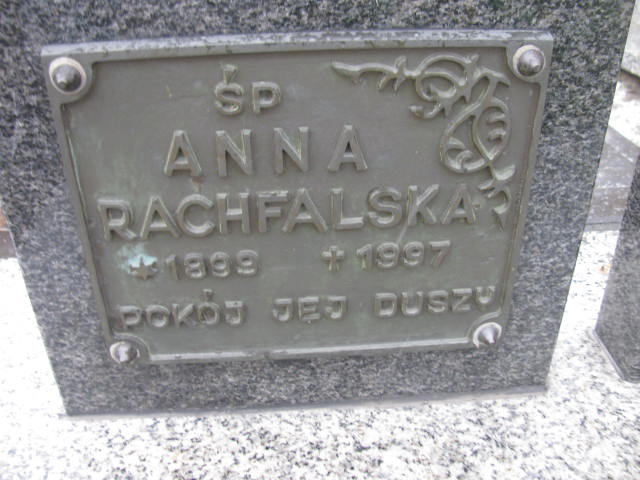 ŚP
ANNA
RACHFALSKA
* 1899 † 1997
POKÓJ JEJ DUSZY